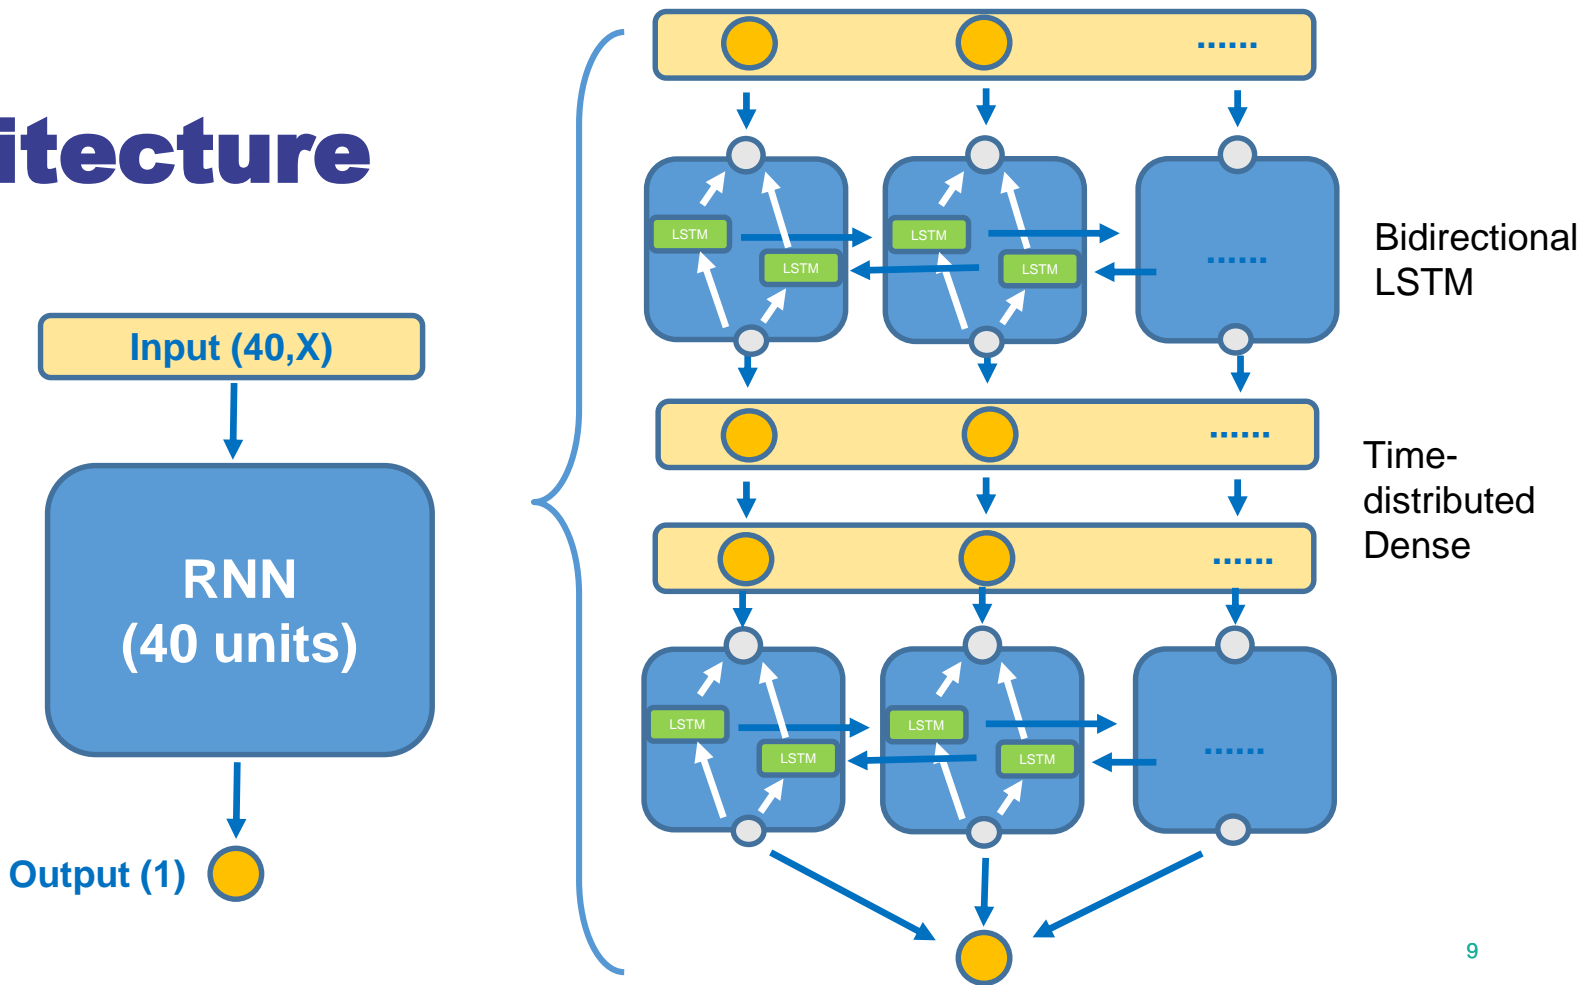 itecture
Input (40,X)
RNN
(40 units)
Output (1)
......
LSTM
LSTM
LSTM
LSTM
......
Bidirectional
LSTM
......
Time-
distributed
Dense
......
LSTM
LSTM
LSTM
LSTM
......
9